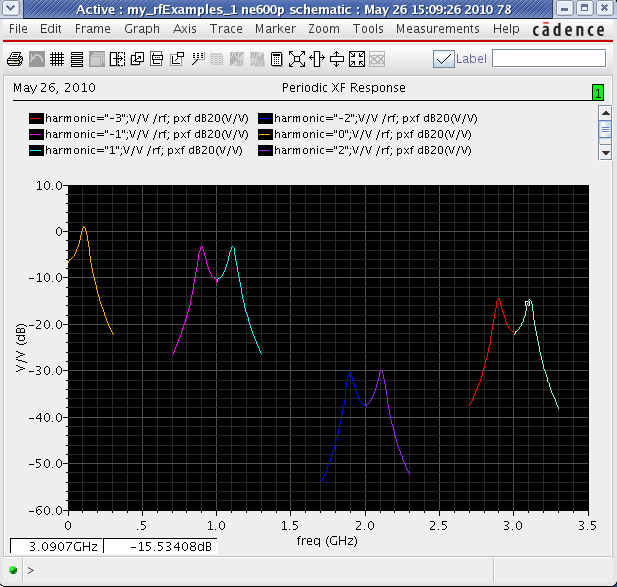 Active : my_rfExamples_1 ne600p schematic : May 26 15:09:26 2010 78
File Edit Frame Graph Axis Trace Marker Zoom Tools Measurements Help cādence
Label
May 26, 2010 Periodic XF Response 1
harmonic="-3";V/V /rf; pxf dB20(V/V) harmonic="-2";V/V /rf; pxf dB20(V/V)
harmonic="-1";V/V /rf; pxf dB20(V/V) harmonic="0";V/V /rf; pxf dB20(V/V)
harmonic="1";V/V /rf; pxf dB20(V/V) harmonic="2";V/V /rf; pxf dB20(V/V)
10.0
0
-10.0
-20.0
-30.0
-40.0
-50.0
-60.0
V/V (dB)
0 .5 1.0 1.5 2.0 2.5 3.0 3.5
freq (GHz)
3.0907GHz -15.53408dB
>